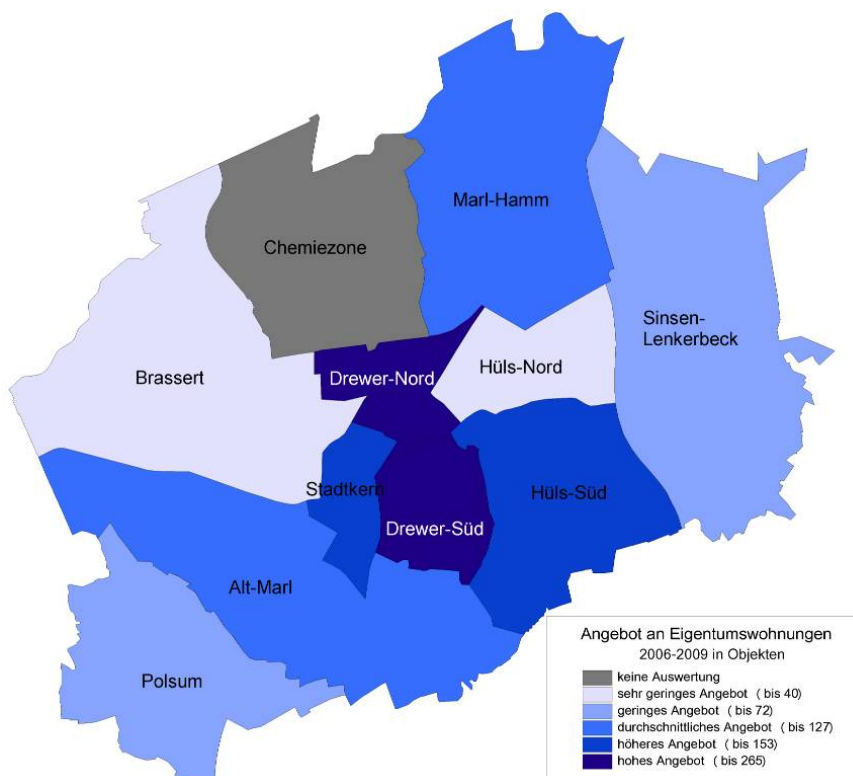 Marl-Hamm
Chemiezone
Sinsen-
Lenkerbeck
Brassert
Drewer-Nord
Hüls-Nord
Stadtkern
Hüls-Süd
Drewer-Süd
Alt-Marl
Polsum
Angebot an Eigentumswohnungen
2006-2009 in Objekten
keine Auswertung
sehr geringes Angebot ( bis 40)
geringes Angebot ( bis 72)
durchschnittliches Angebot ( bis 127)
höheres Angebot ( bis 153)
hohes Angebot ( bis 265)